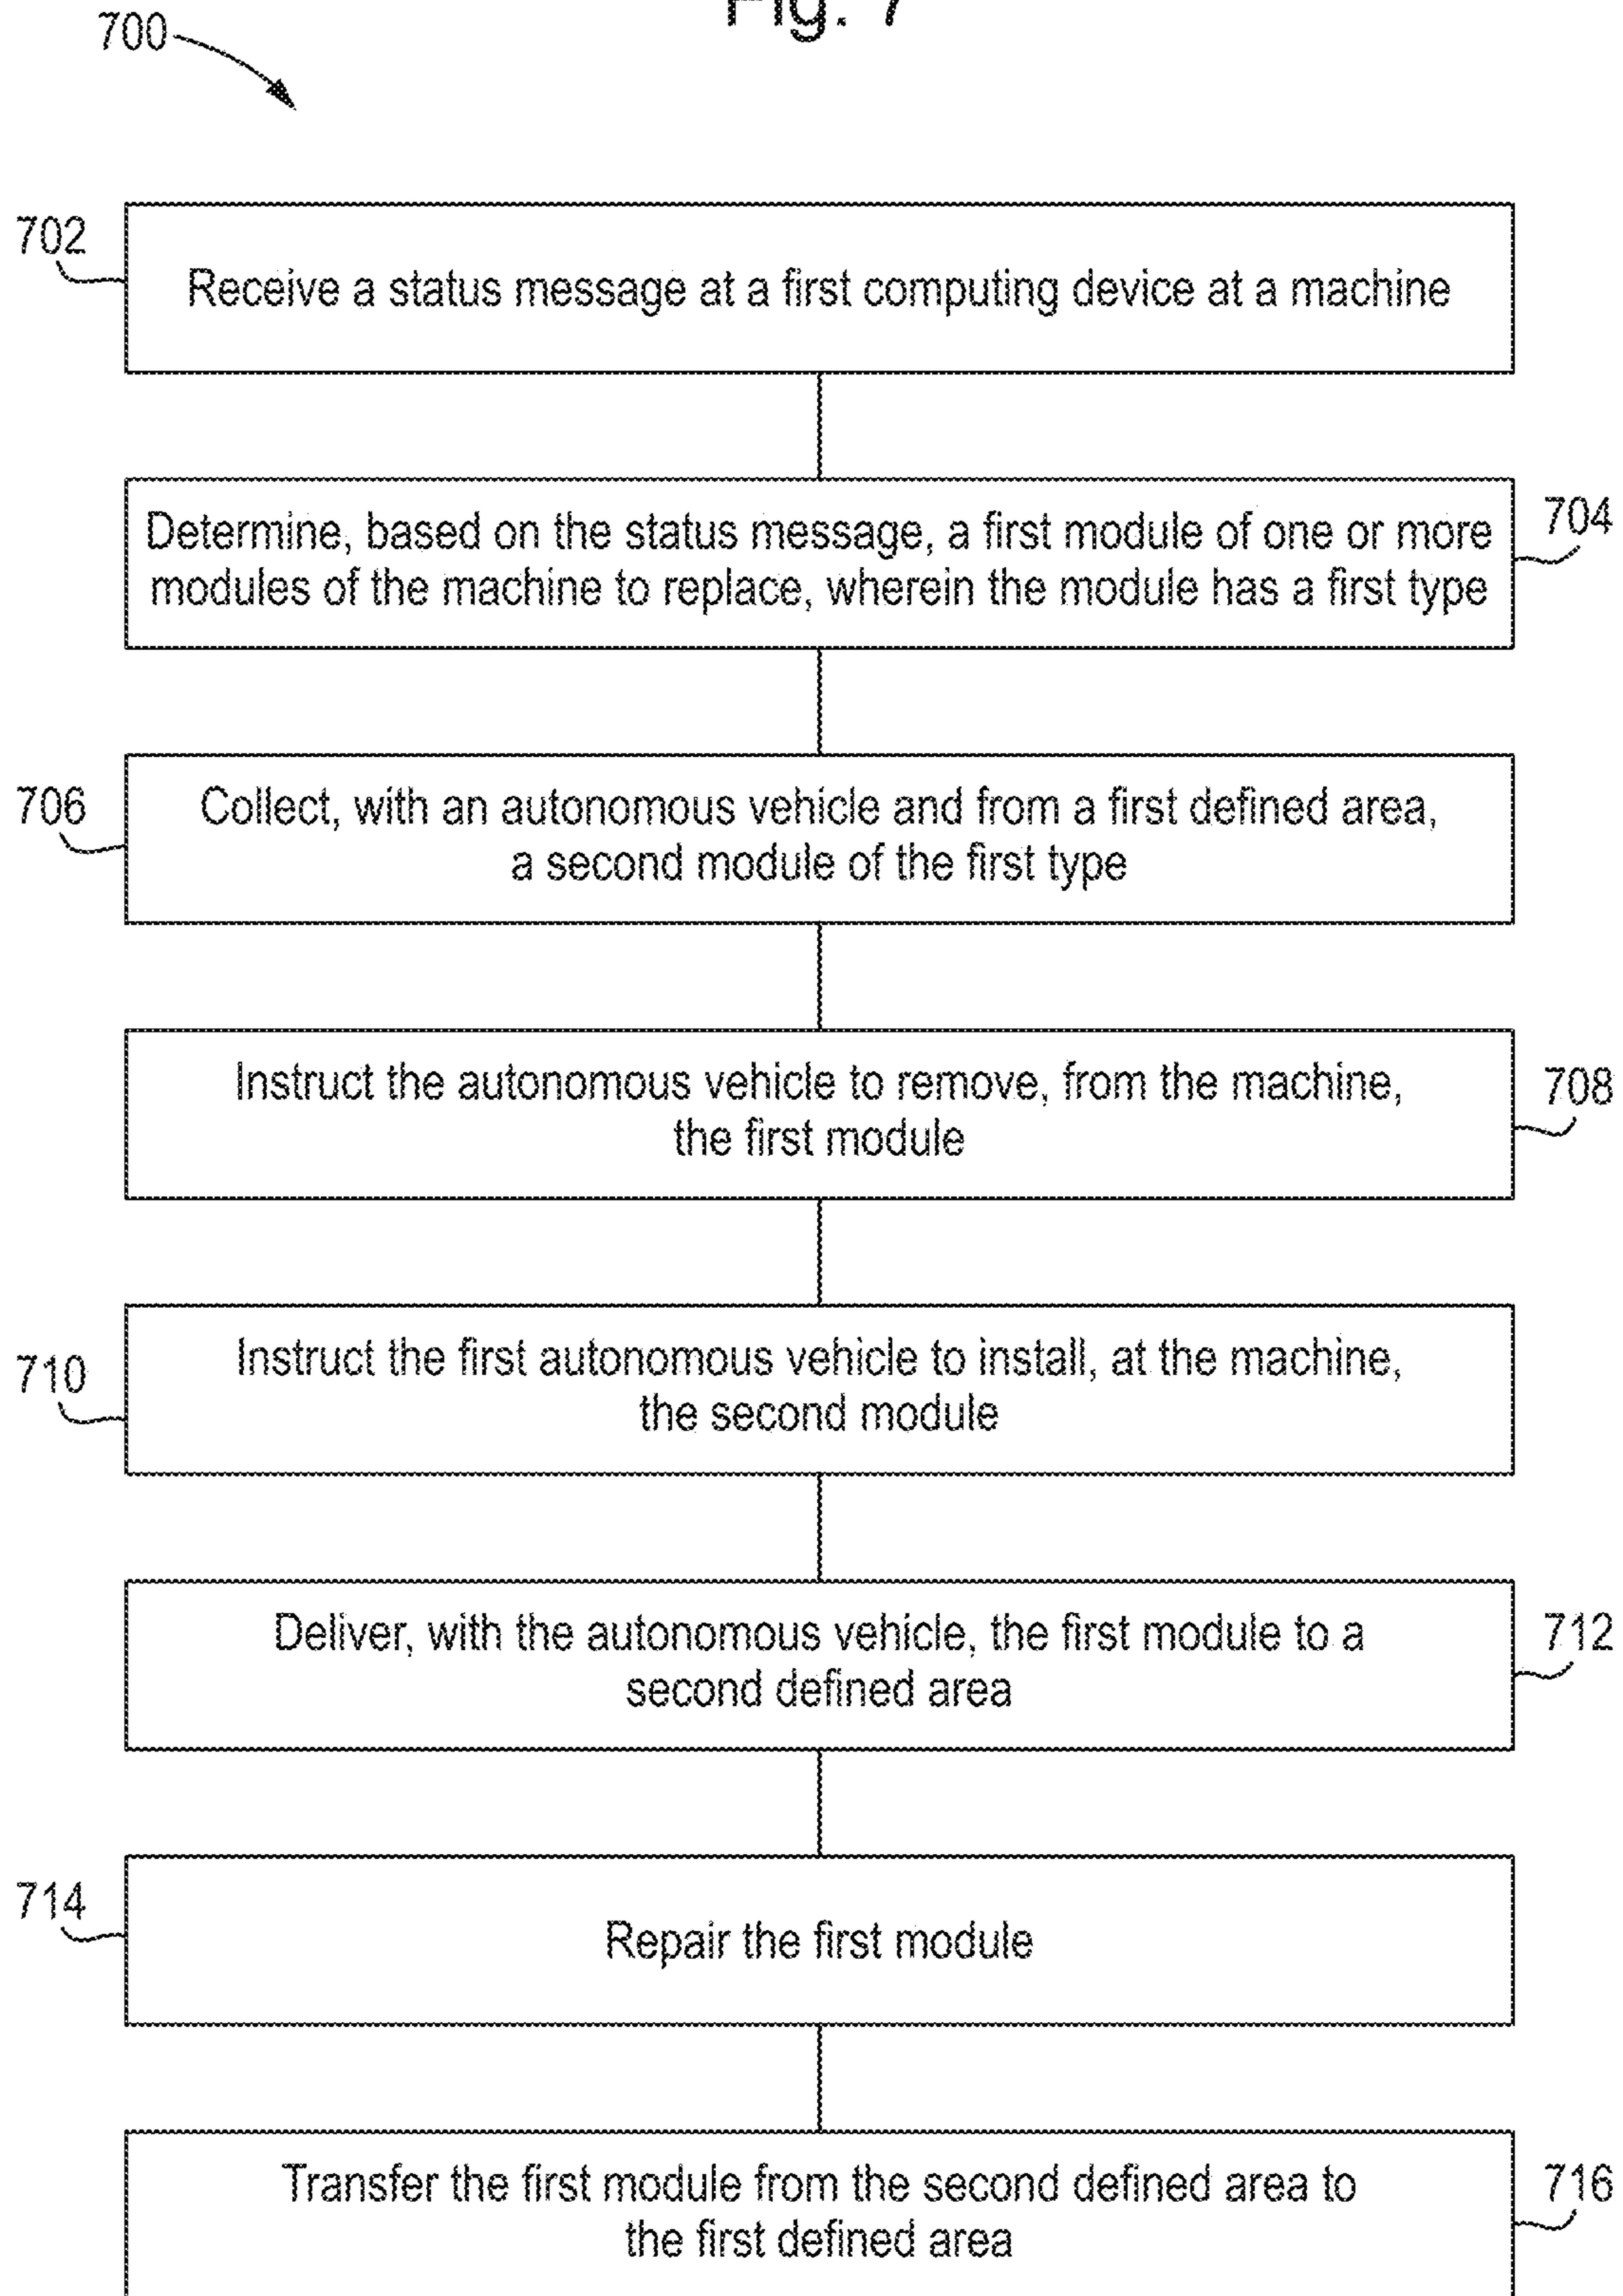 Fig. 7
700
702
Receive a status message at a first computing device at a machine
Determine, based on the status message, a first module of one or more
modules of the machine to replace, wherein the module has a first type
704
706
Collect, with an autonomous vehicle and from a first defined area,
a second module of the first type
Instruct the autonomous vehicle to remove, from the machine,
the first module
708
710
Instruct the first autonomous vehicle to install, at the machine,
the second module
Deliver, with the autonomous vehicle, the first module to a
second defined area
712
714
Repair the first module
Transfer the first module from the second defined area to
the first defined area
716